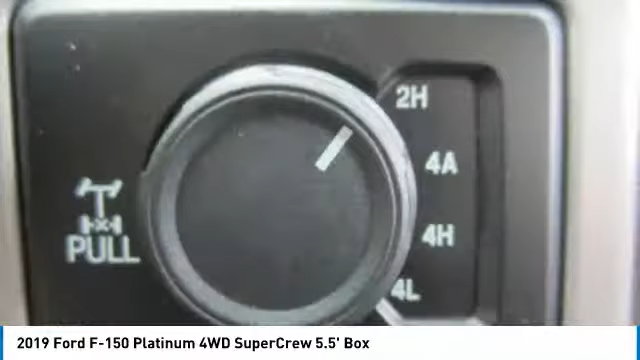 2H
4A
4H
4L
PULL
2019 Ford F-150 Platinum 4WD SuperCrew 5.5' Box